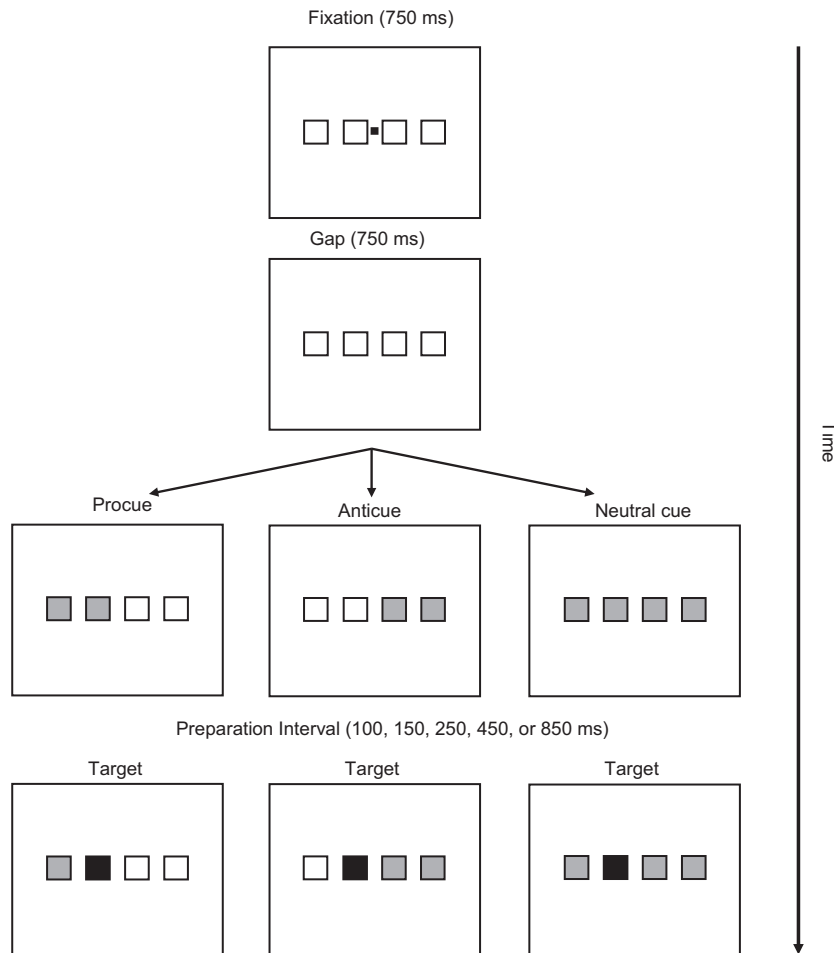 Fixation (750 ms)
Gap (750 ms)
Time
Procue
Anticue
Neutral cue
Preparation Interval (100, 150, 250, 450, or 850 ms)
Target
Target
Target